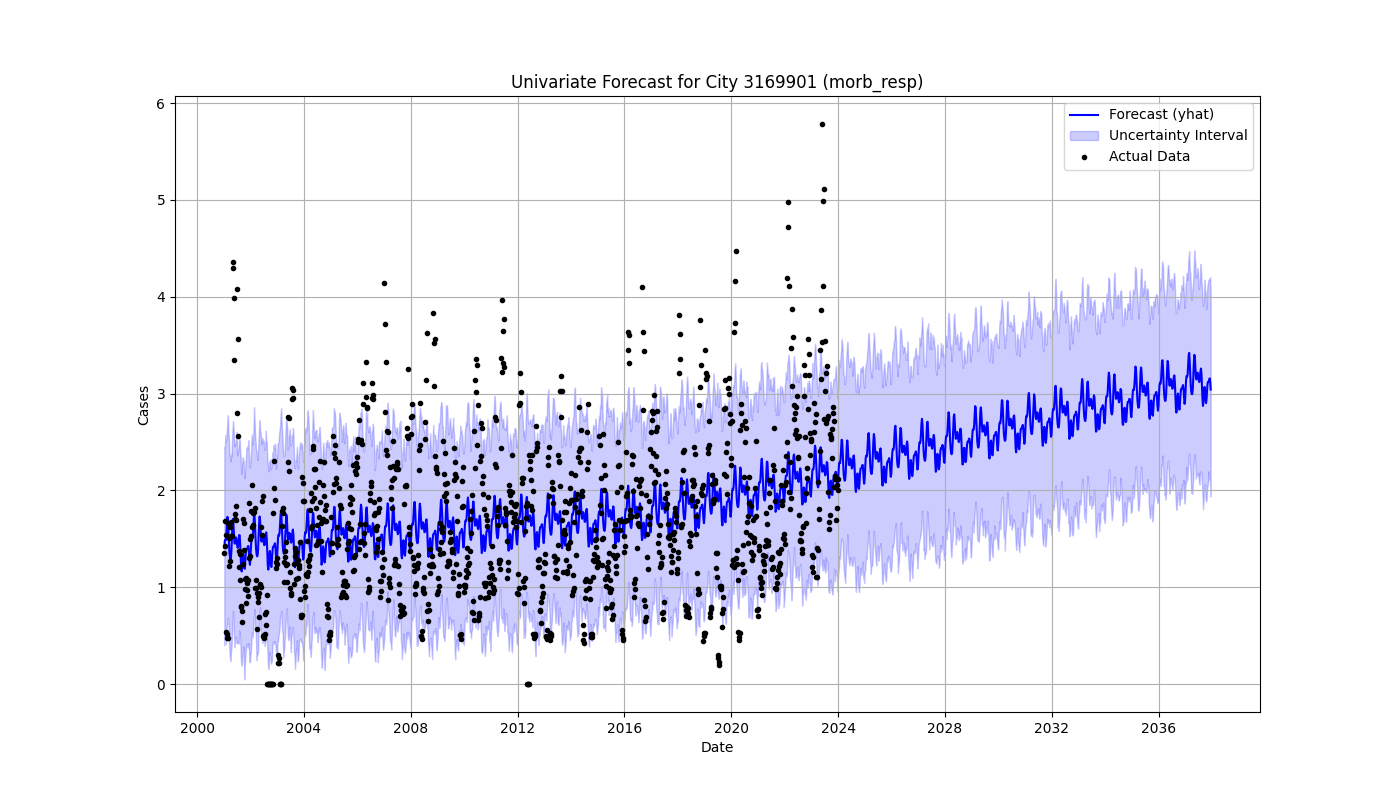 Univariate Forecast for City 3169901 (morb_resp)
Forecast (yhat)
Uncertainty Interval
Actual Data
Cases
6
5
4
3
2
1
0
2000 2004 2008 2012 2016 2020 2024 2028 2032 2036
Date